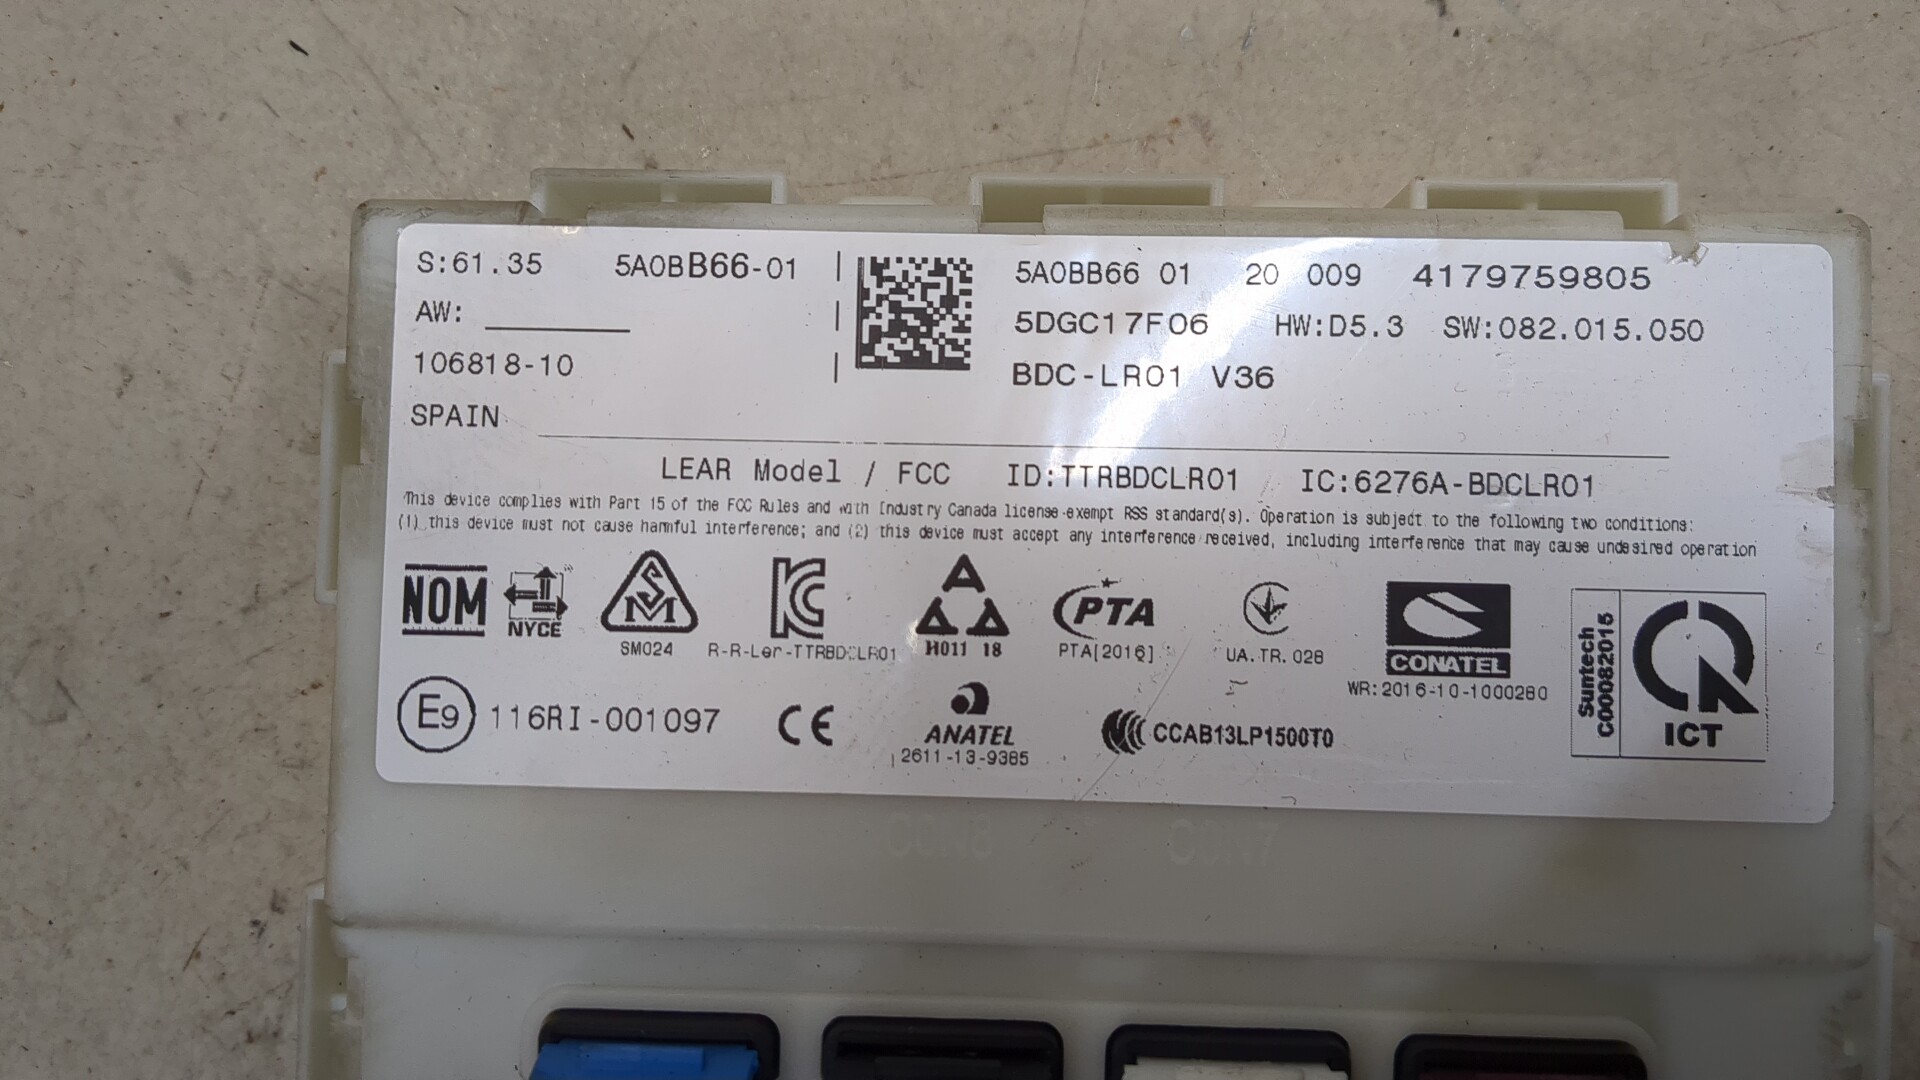 S:61.35 5A0BB66-01
AW:
106818-10
SPAIN
5A0BB66 01 20 009 4179759805
5DGC17F06 HW:D5.3 SW:082.015.050
BDC-LR01 V36
LEAR Model / FCC ID:TTRBDCLR01 IC:6276A-BDCLR01
This device complies with Part 15 of the FCC Rules and with Industry Canada license-exempt RSS standard(s). Operation is subject to the following two conditions:
(1) this device must not cause harmful interference; and (2) this device must accept any interference received, including interference that may cause undesired operation
NOM NYCE
SM024
R-R-Ler-TTRBDCLR01
H011 18
PTA
PTA[2016]
UA.TR.028
CONATEL
WR:2016-10-1000280
Suntech
C00082015
ICT
E9 116RI-001097
CE
ANATEL
2611-13-9385
CCAB13LP1500T0
CON8 CON7